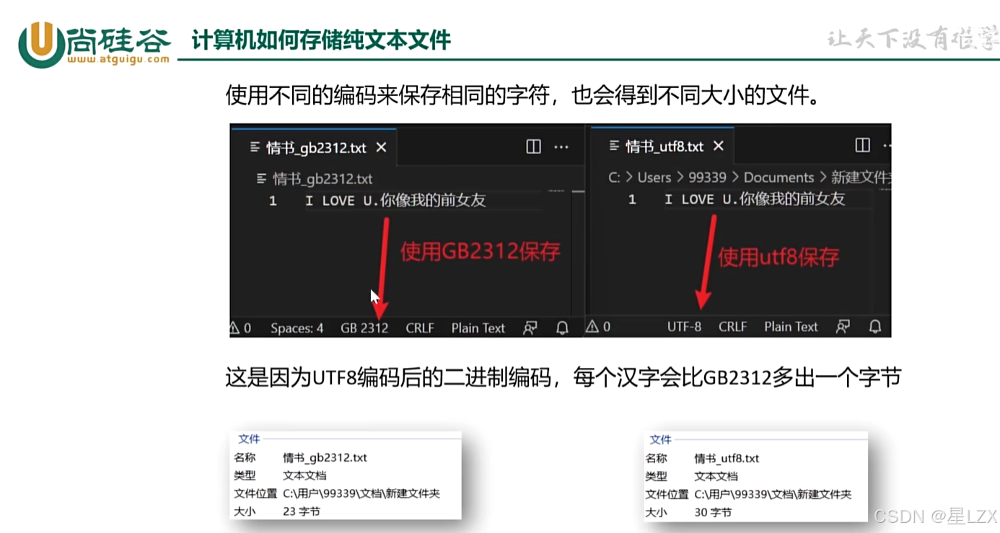 尚硅谷
www.atguigu.com
计算机如何存储纯文本文件
让天下没有难学
使用不同的编码来保存相同的字符，也会得到不同大小的文件。
情书_gb2312.txt
情书_gb2312.txt
1 I LOVE U.你像我的前女友
使用GB2312保存
0 Spaces: 4 GB 2312 CRLF Plain Text
情书_utf8.txt
C: > Users > 99339 > Documents > 新建文件夹
1 I LOVE U.你像我的前女友
使用utf8保存
0 UTF-8 CRLF Plain Text
这是因为UTF8编码后的二进制编码，每个汉字会比GB2312多出一个字节
文件
名称 情书_gb2312.txt
类型 文本文档
文件位置 C:\用户\99339\文档\新建文件夹
大小 23 字节
文件
名称 情书_utf8.txt
类型 文本文档
文件位置 C:\用户\99339\文档\新建文件夹
大小 30 字节
CSDN @星LZX